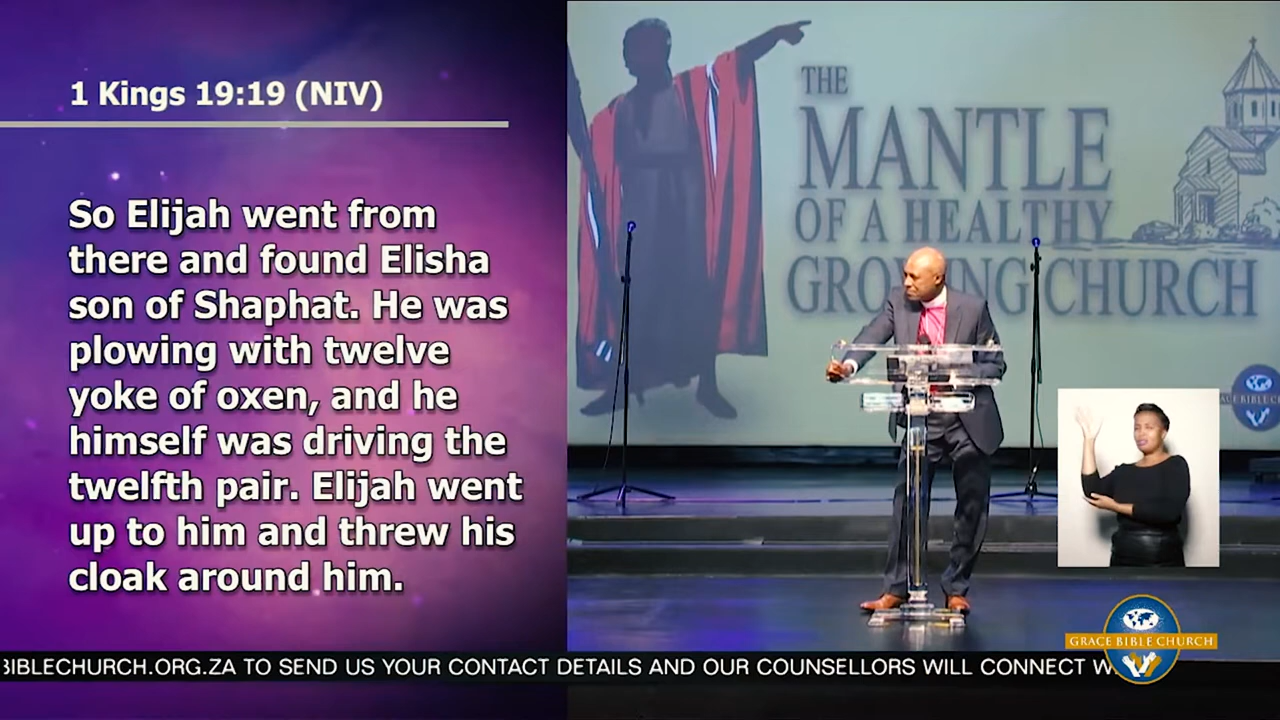 1 Kings 19:19 (NIV)
So Elijah went from
there and found Elisha
son of Shaphat. He was
plowing with twelve
yoke of oxen, and he
himself was driving the
twelfth pair. Elijah went
up to him and threw his
cloak around him.
THE
MANTLE
OF A HEALTHY
GROWING CHURCH
GRACE BIBLE CHURCH
BIBLECHURCH.ORG.ZA TO SEND US YOUR CONTACT DETAILS AND OUR COUNSELLORS WILL CONNECT